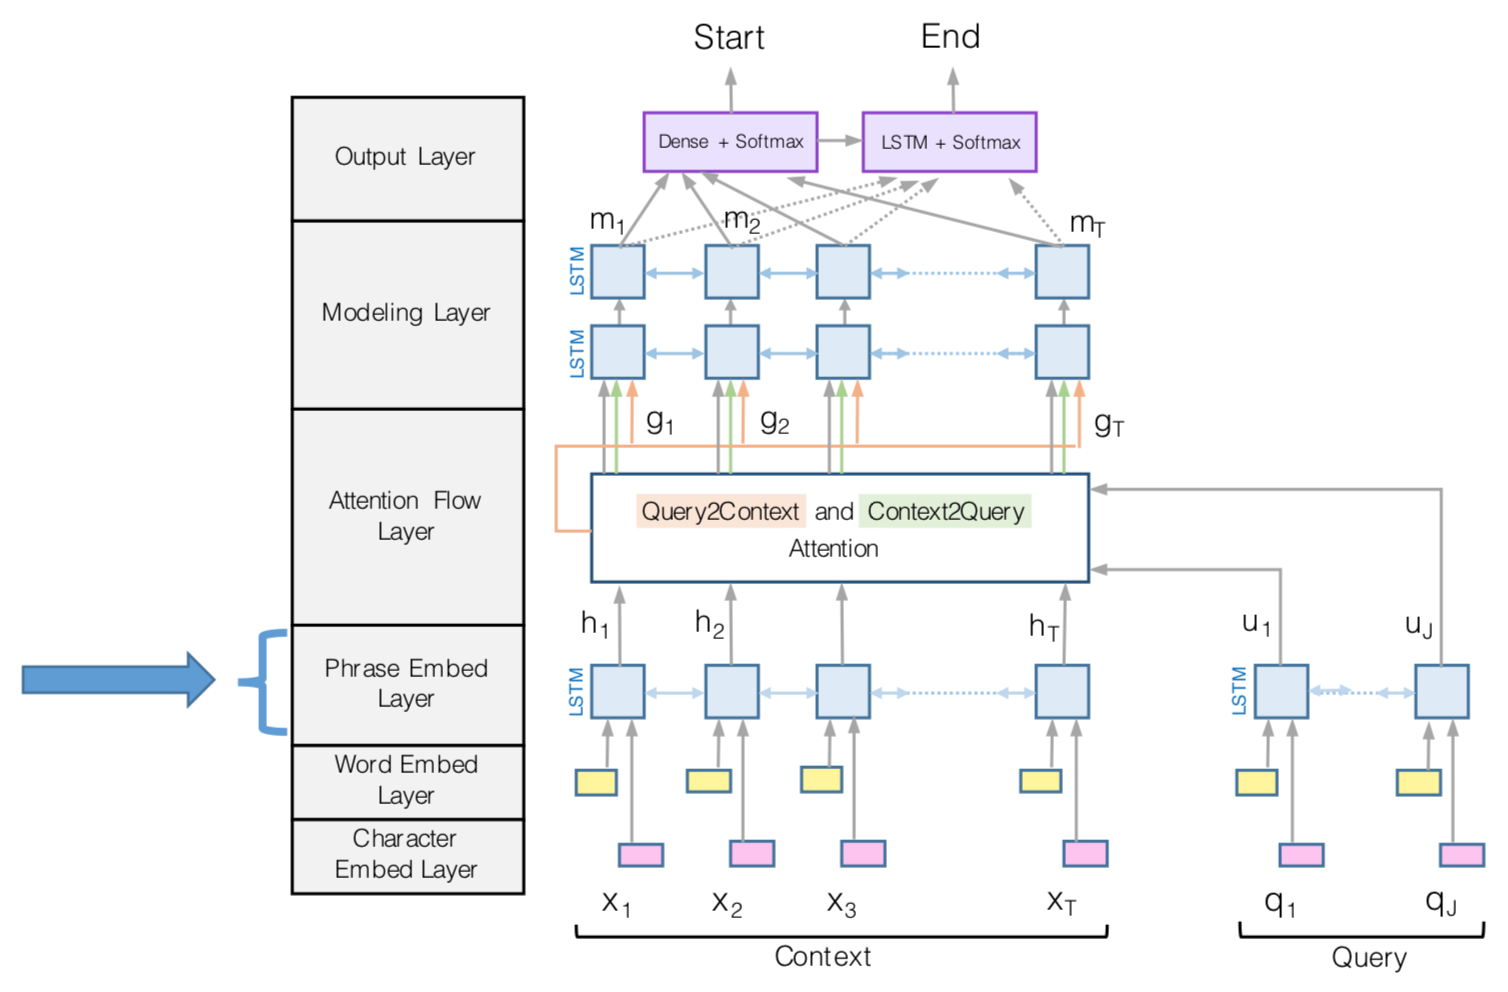 Start
End
Output Layer
Dense + Softmax
LSTM + Softmax
m1
m2
mT
Modeling Layer
LSTM
LSTM
g1
g2
gT
Attention Flow
Layer
Query2Context and Context2Query
Attention
h1
h2
hT
u1
uJ
Phrase Embed
Layer
LSTM
LSTM
Word Embed
Layer
Character
Embed Layer
x1
x2
x3
xT
q1
qJ
Context
Query